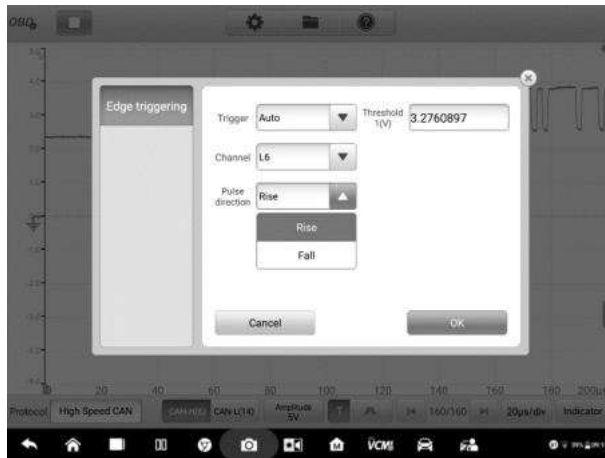 OBD
Edge triggering
Trigger Auto Threshold 1(V) 3.2760897
Channel L6
Pulse direction Rise
Rise
Fall
Cancel OK
20 40 60 80 100 120 140 160 180 200μs
Protocol High Speed CAN CAN-H(6) CAN-L(14) Amplitude 5V T 160/160 20μs/div Indicator
VCMI